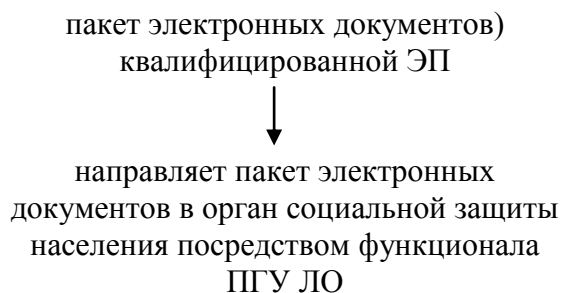 пакет электронных документов)
квалифицированной ЭП
направляет пакет электронных
документов в орган социальной защиты
населения посредством функционала
ПГУ ЛО